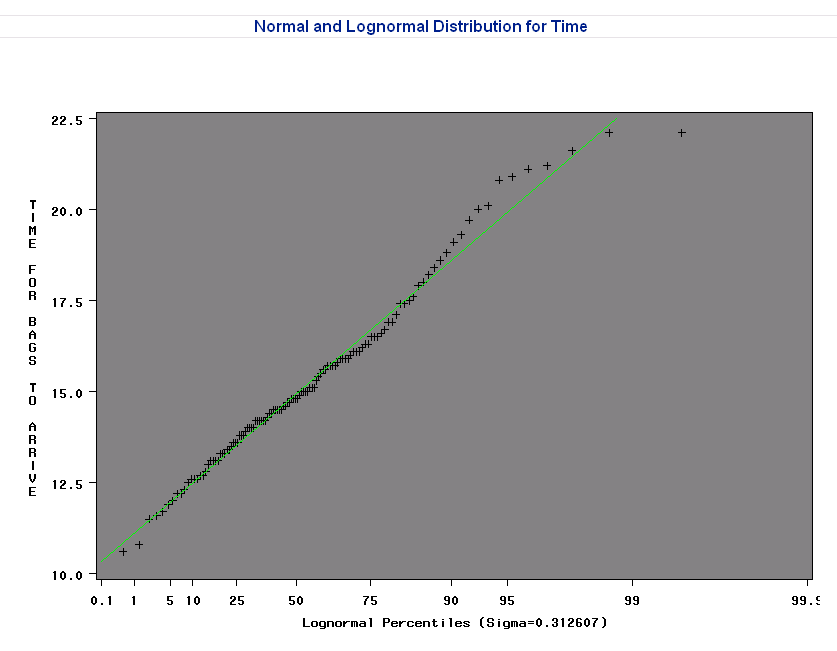 Normal and Lognormal Distribution for Time
22.5
20.0
17.5
15.0
12.5
10.0
TIME FOR BAGS TO ARRIVE
0.1 1 5 10 25 50 75 90 95 99 99.9
Lognormal Percentiles (Sigma=0.312607)